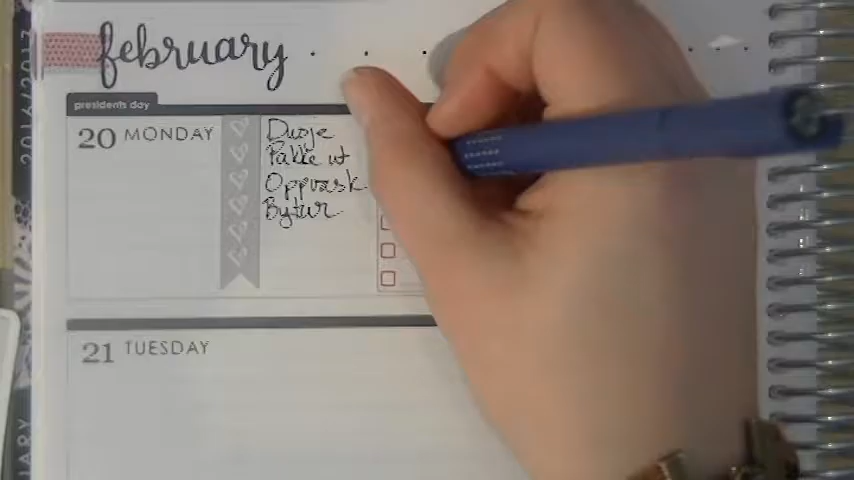 2016/2017
february
presidents day
20 MONDAY
Dusje
Pakke ut
Oppvask
Bytur
21 TUESDAY